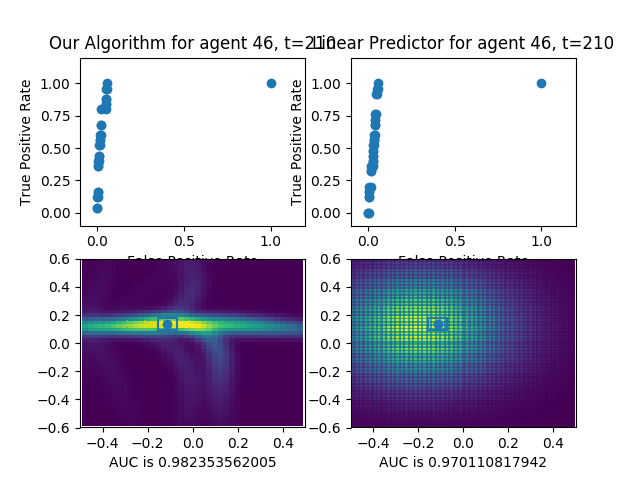 Our Algorithm for agent 46, t=210
Linear Predictor for agent 46, t=210
True Positive Rate
1.00
0.75
0.50
0.25
0.00
0.0 0.5 1.0
False Positive Rate
True Positive Rate
1.00
0.75
0.50
0.25
0.00
0.0 0.5 1.0
False Positive Rate
0.6
0.4
0.2
0.0
−0.2
−0.4
−0.6
−0.4 −0.2 0.0 0.2 0.4
AUC is 0.982353562005
0.6
0.4
0.2
0.0
−0.2
−0.4
−0.6
−0.4 −0.2 0.0 0.2 0.4
AUC is 0.970110817942